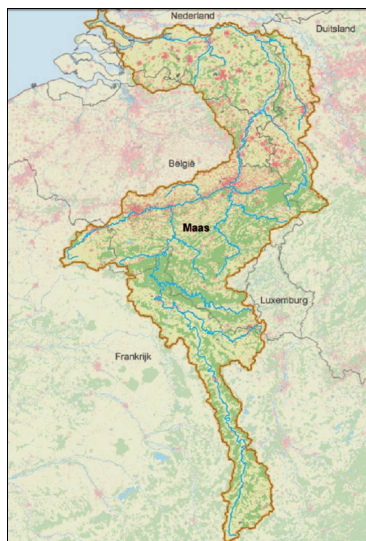 Nederland
Duitsland
België
Maas
Luxemburg
Frankrijk